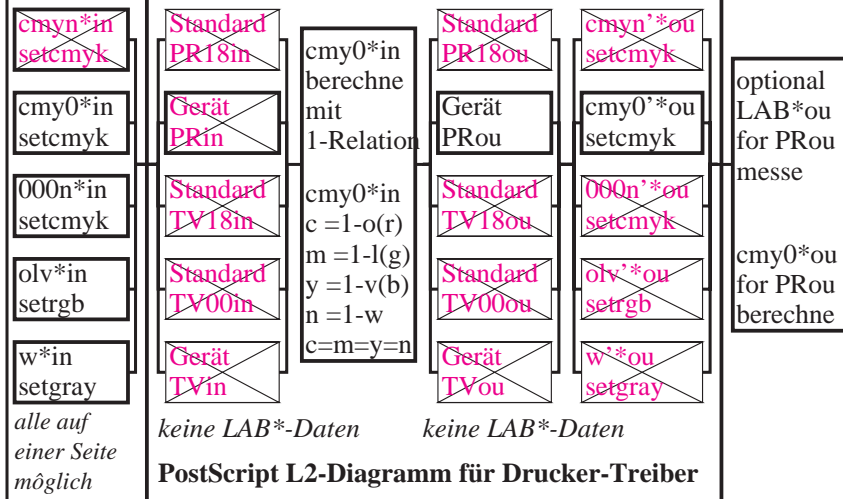 cmyn*in
setcmyk
cmy0*in
setcmyk
000n*in
setcmyk
olv*in
setrgb
w*in
setgray
alle auf
einer Seite
môglich
Standard
PR18in
Gerät
PRin
Standard
TV18in
Standard
TV00in
Gerät
TVin
keine LAB*-Daten
cmy0*in
berechne
mit
1-Relation
cmy0*in
c =1-o(r)
m =1-l(g)
y =1-v(b)
n =1-w
c=m=y=n
Standard
PR18ou
Gerät
PRou
Standard
TV18ou
Standard
TV00ou
Gerät
TVou
keine LAB*-Daten
cmyn’*ou
setcmyk
cmy0’*ou
setcmyk
000n’*ou
setcmyk
olv’*ou
setrgb
w’*ou
setgray
optional
LAB*ou
for PRou
messe
cmy0*ou
for PRou
berechne
PostScript L2-Diagramm für Drucker-Treiber